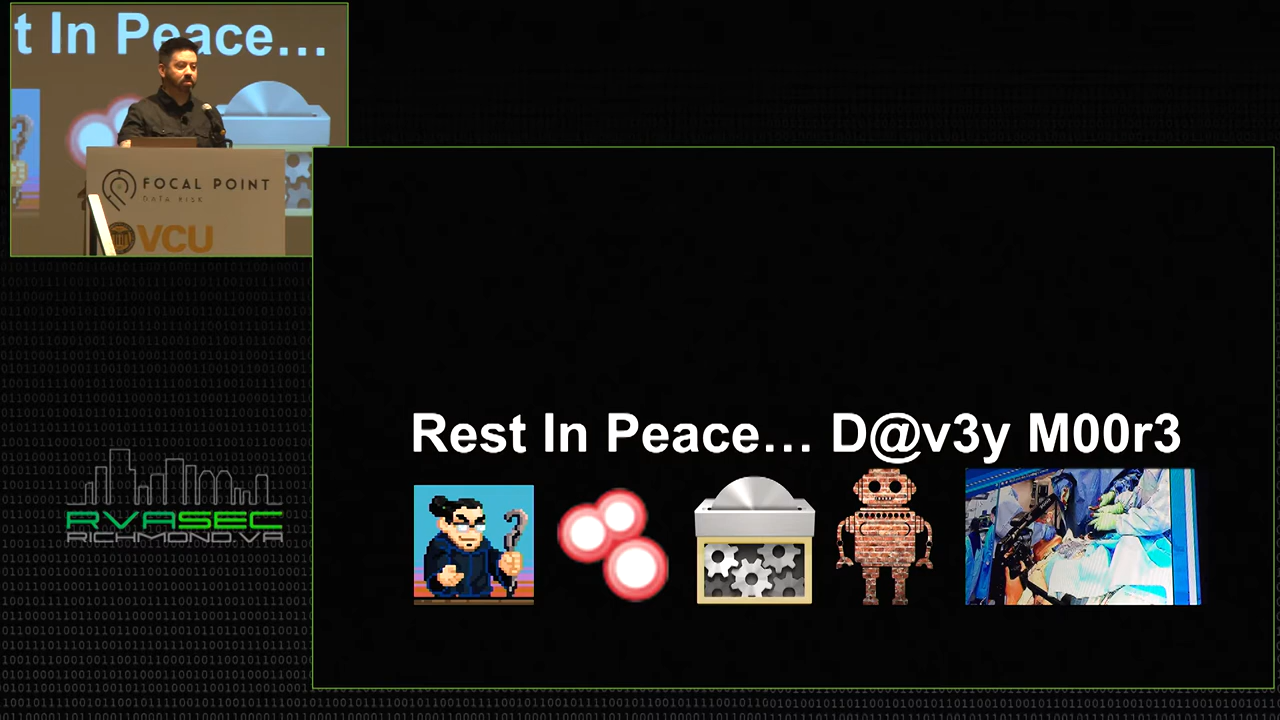 t In Peace…
FOCAL POINT
DATA RISK
VCU
Rest In Peace… D@v3y M00r3
RVASEC
RICHMOND VA